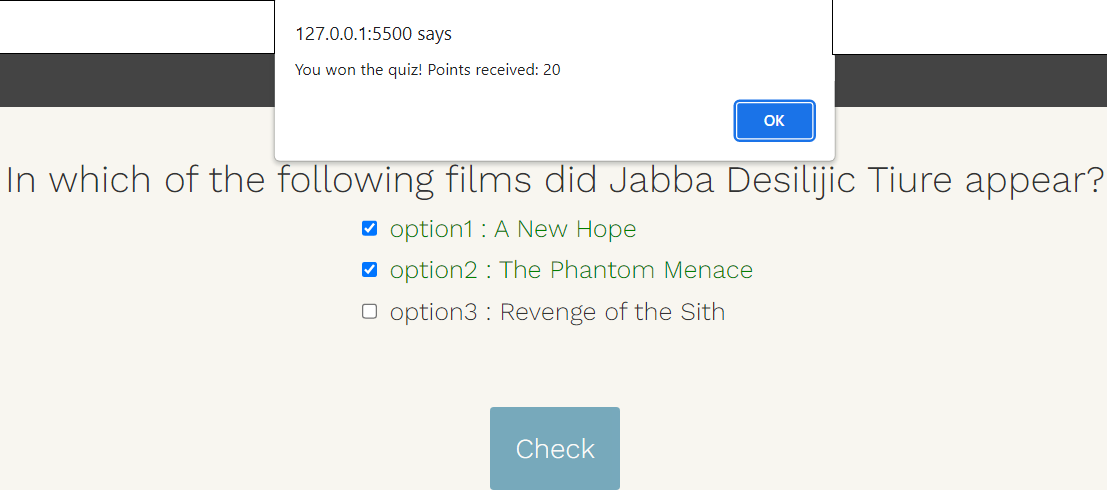 127.0.0.1:5500 says
You won the quiz! Points received: 20
OK
In which of the following films did Jabba Desilijic Tiure appear?
option1 : A New Hope
option2 : The Phantom Menace
option3 : Revenge of the Sith
Check